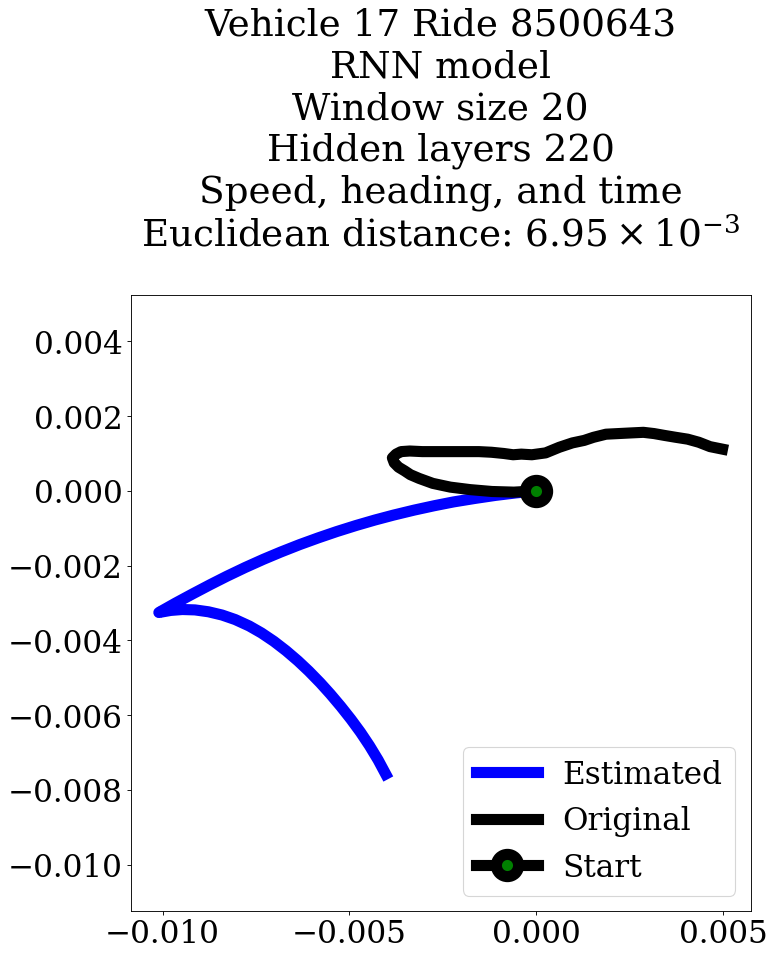 Vehicle 17 Ride 8500643
RNN model
Window size 20
Hidden layers 220
Speed, heading, and time
Euclidean distance: 6.95 × 10⁻³
0.004
0.002
0.000
−0.002
−0.004
−0.006
−0.008
−0.010
Estimated
Original
Start
−0.010 −0.005 0.000 0.005